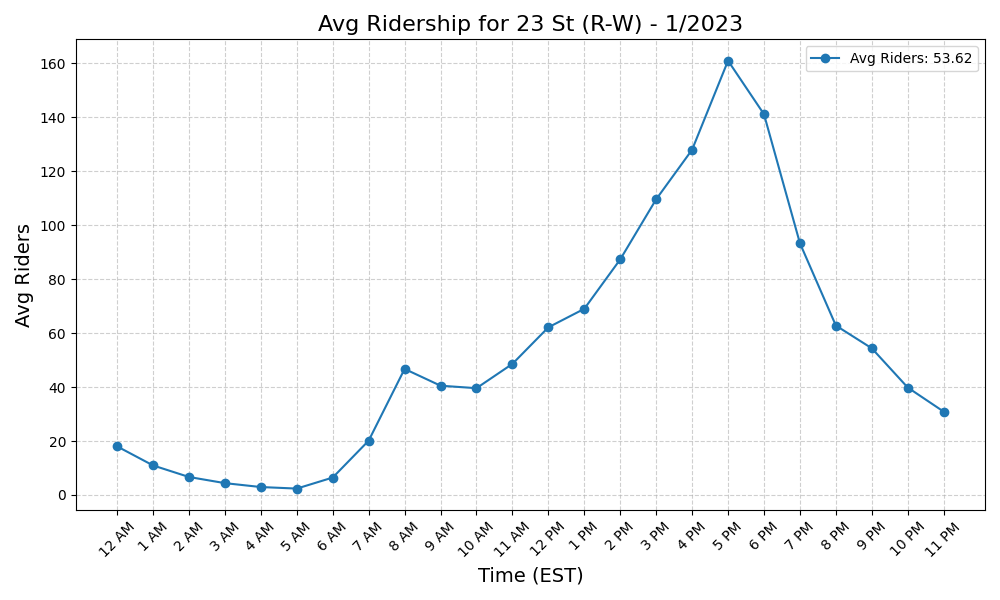 Avg Ridership for 23 St (R-W) - 1/2023
Avg Riders: 53.62
Avg Riders
160
140
120
100
80
60
40
20
0
12 AM
1 AM
2 AM
3 AM
4 AM
5 AM
6 AM
7 AM
8 AM
9 AM
10 AM
11 AM
12 PM
1 PM
2 PM
3 PM
4 PM
5 PM
6 PM
7 PM
8 PM
9 PM
10 PM
11 PM
Time (EST)